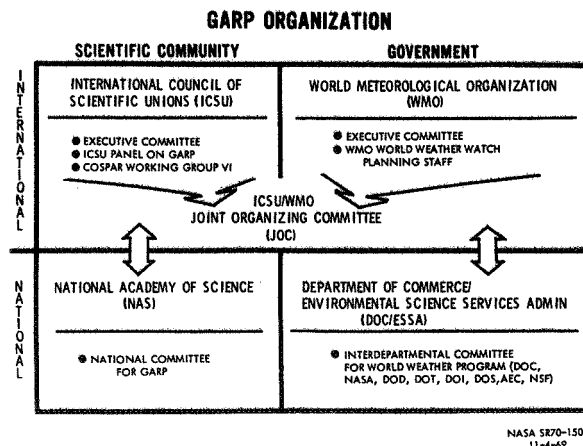 GARP ORGANIZATION
SCIENTIFIC COMMUNITY
GOVERNMENT
INTERNATIONAL
INTERNATIONAL COUNCIL OF
SCIENTIFIC UNIONS (ICSU)
● EXECUTIVE COMMITTEE
● ICSU PANEL ON GARP
● COSPAR WORKING GROUP VI
WORLD METEOROLOGICAL ORGANIZATION
(WMO)
● EXECUTIVE COMMITTEE
● WMO WORLD WEATHER WATCH
PLANNING STAFF
ICSU/WMO
JOINT ORGANIZING COMMITTEE
(JOC)
NATIONAL
NATIONAL ACADEMY OF SCIENCE
(NAS)
● NATIONAL COMMITTEE
FOR GARP
DEPARTMENT OF COMMERCE/
ENVIRONMENTAL SCIENCE SERVICES ADMIN
(DOC/ESSA)
● INTERDEPARTMENTAL COMMITTEE
FOR WORLD WEATHER PROGRAM (DOC,
NASA, DOD, DOT, DOI, DOS, AEC, NSF)
NASA SR70-150
11-4-69